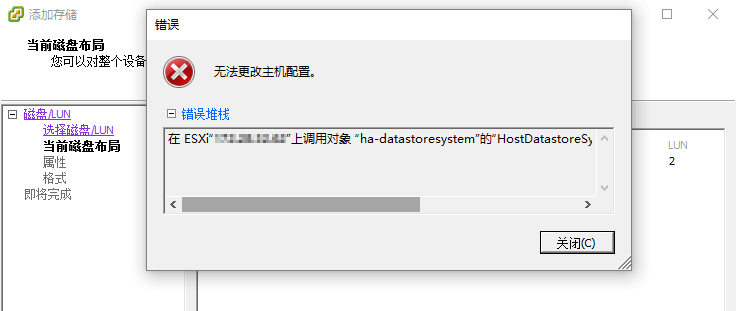 添加存储
当前磁盘布局
您可以对整个设备
磁盘/LUN
选择磁盘/LUN
当前磁盘布局
属性
格式
即将完成
LUN
2
错误
无法更改主机配置。
错误堆栈
在 ESXi“ ”上调用对象 “ha-datastoresystem”的“HostDatastoreSy
关闭(C)